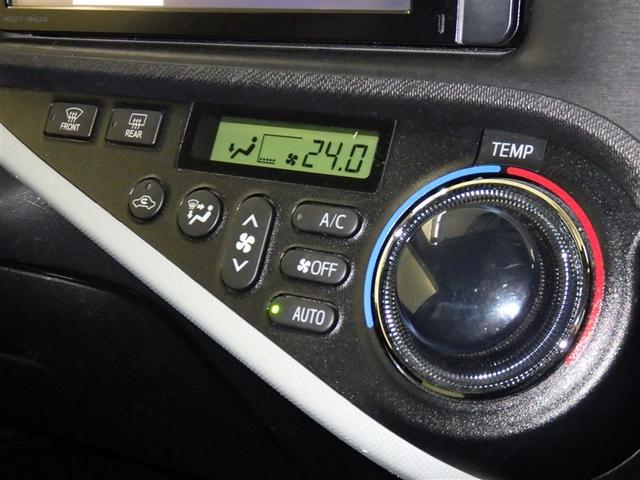 FRONT
REAR
24.0
TEMP
A/C
OFF
AUTO